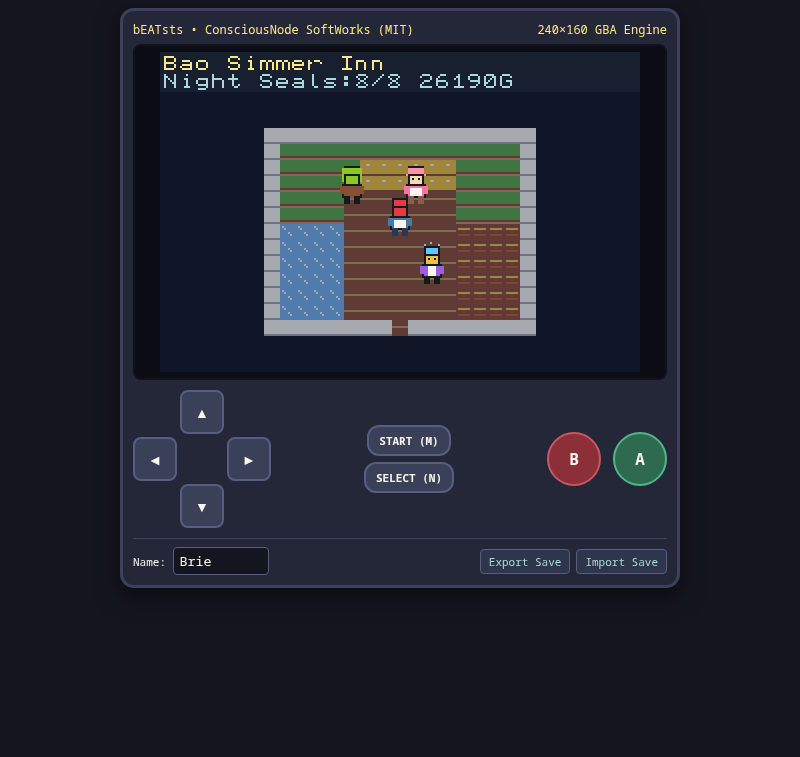 bEATsts • ConsciousNode SoftWorks (MIT)
240×160 GBA Engine
Bao Simmer Inn
Night Seals:8/8 26190G
▲
◄
►
▼
START (M)
SELECT (N)
B
A
Name: Brie
Export Save
Import Save